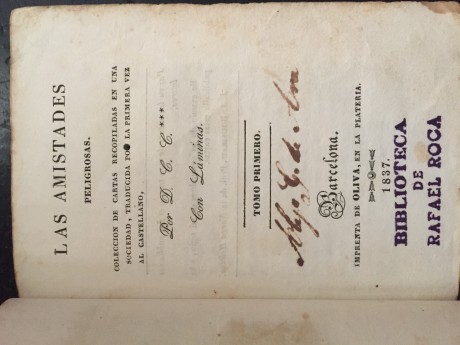 LAS AMISTADES
PELIGROSAS.
COLECCION DE CARTAS RECOPILADAS EN UNA
SOCIEDAD, TRADUCIDA POR LA PRIMERA VEZ
AL CASTELLANO,
Por D. C. C.***
Con Láminas.
TOMO PRIMERO.
G. de
Barcelona.
IMPRENTA DE OLIVA, EN LA PLATERIA.
1837.
BIBLIOTECA
DE
RAFAEL ROCA